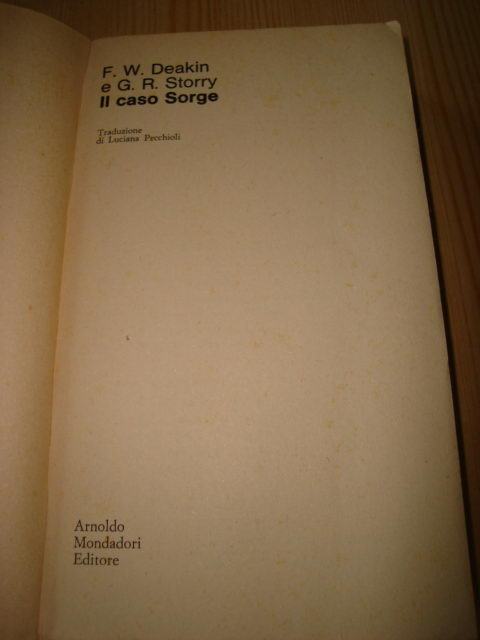 F. W. Deakin
e G. R. Storry
Il caso Sorge
Traduzione
di Luciana Pecchioli
Arnoldo
Mondadori
Editore